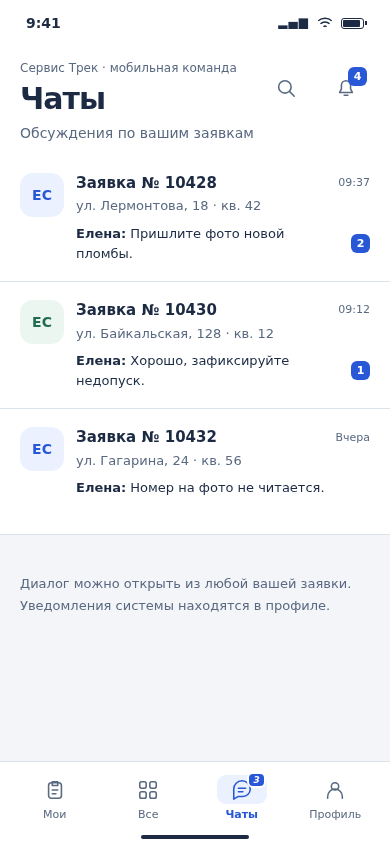 9:41
Сервис Трек · мобильная команда
Чаты
4
Обсуждения по вашим заявкам
ЕС
Заявка № 10428
09:37
ул. Лермонтова, 18 · кв. 42
Елена: Пришлите фото новой
пломбы.
2
ЕС
Заявка № 10430
09:12
ул. Байкальская, 128 · кв. 12
Елена: Хорошо, зафиксируйте
недопуск.
1
ЕС
Заявка № 10432
Вчера
ул. Гагарина, 24 · кв. 56
Елена: Номер на фото не читается.
Диалог можно открыть из любой вашей заявки.
Уведомления системы находятся в профиле.
3
Мои
Все
Чаты
Профиль